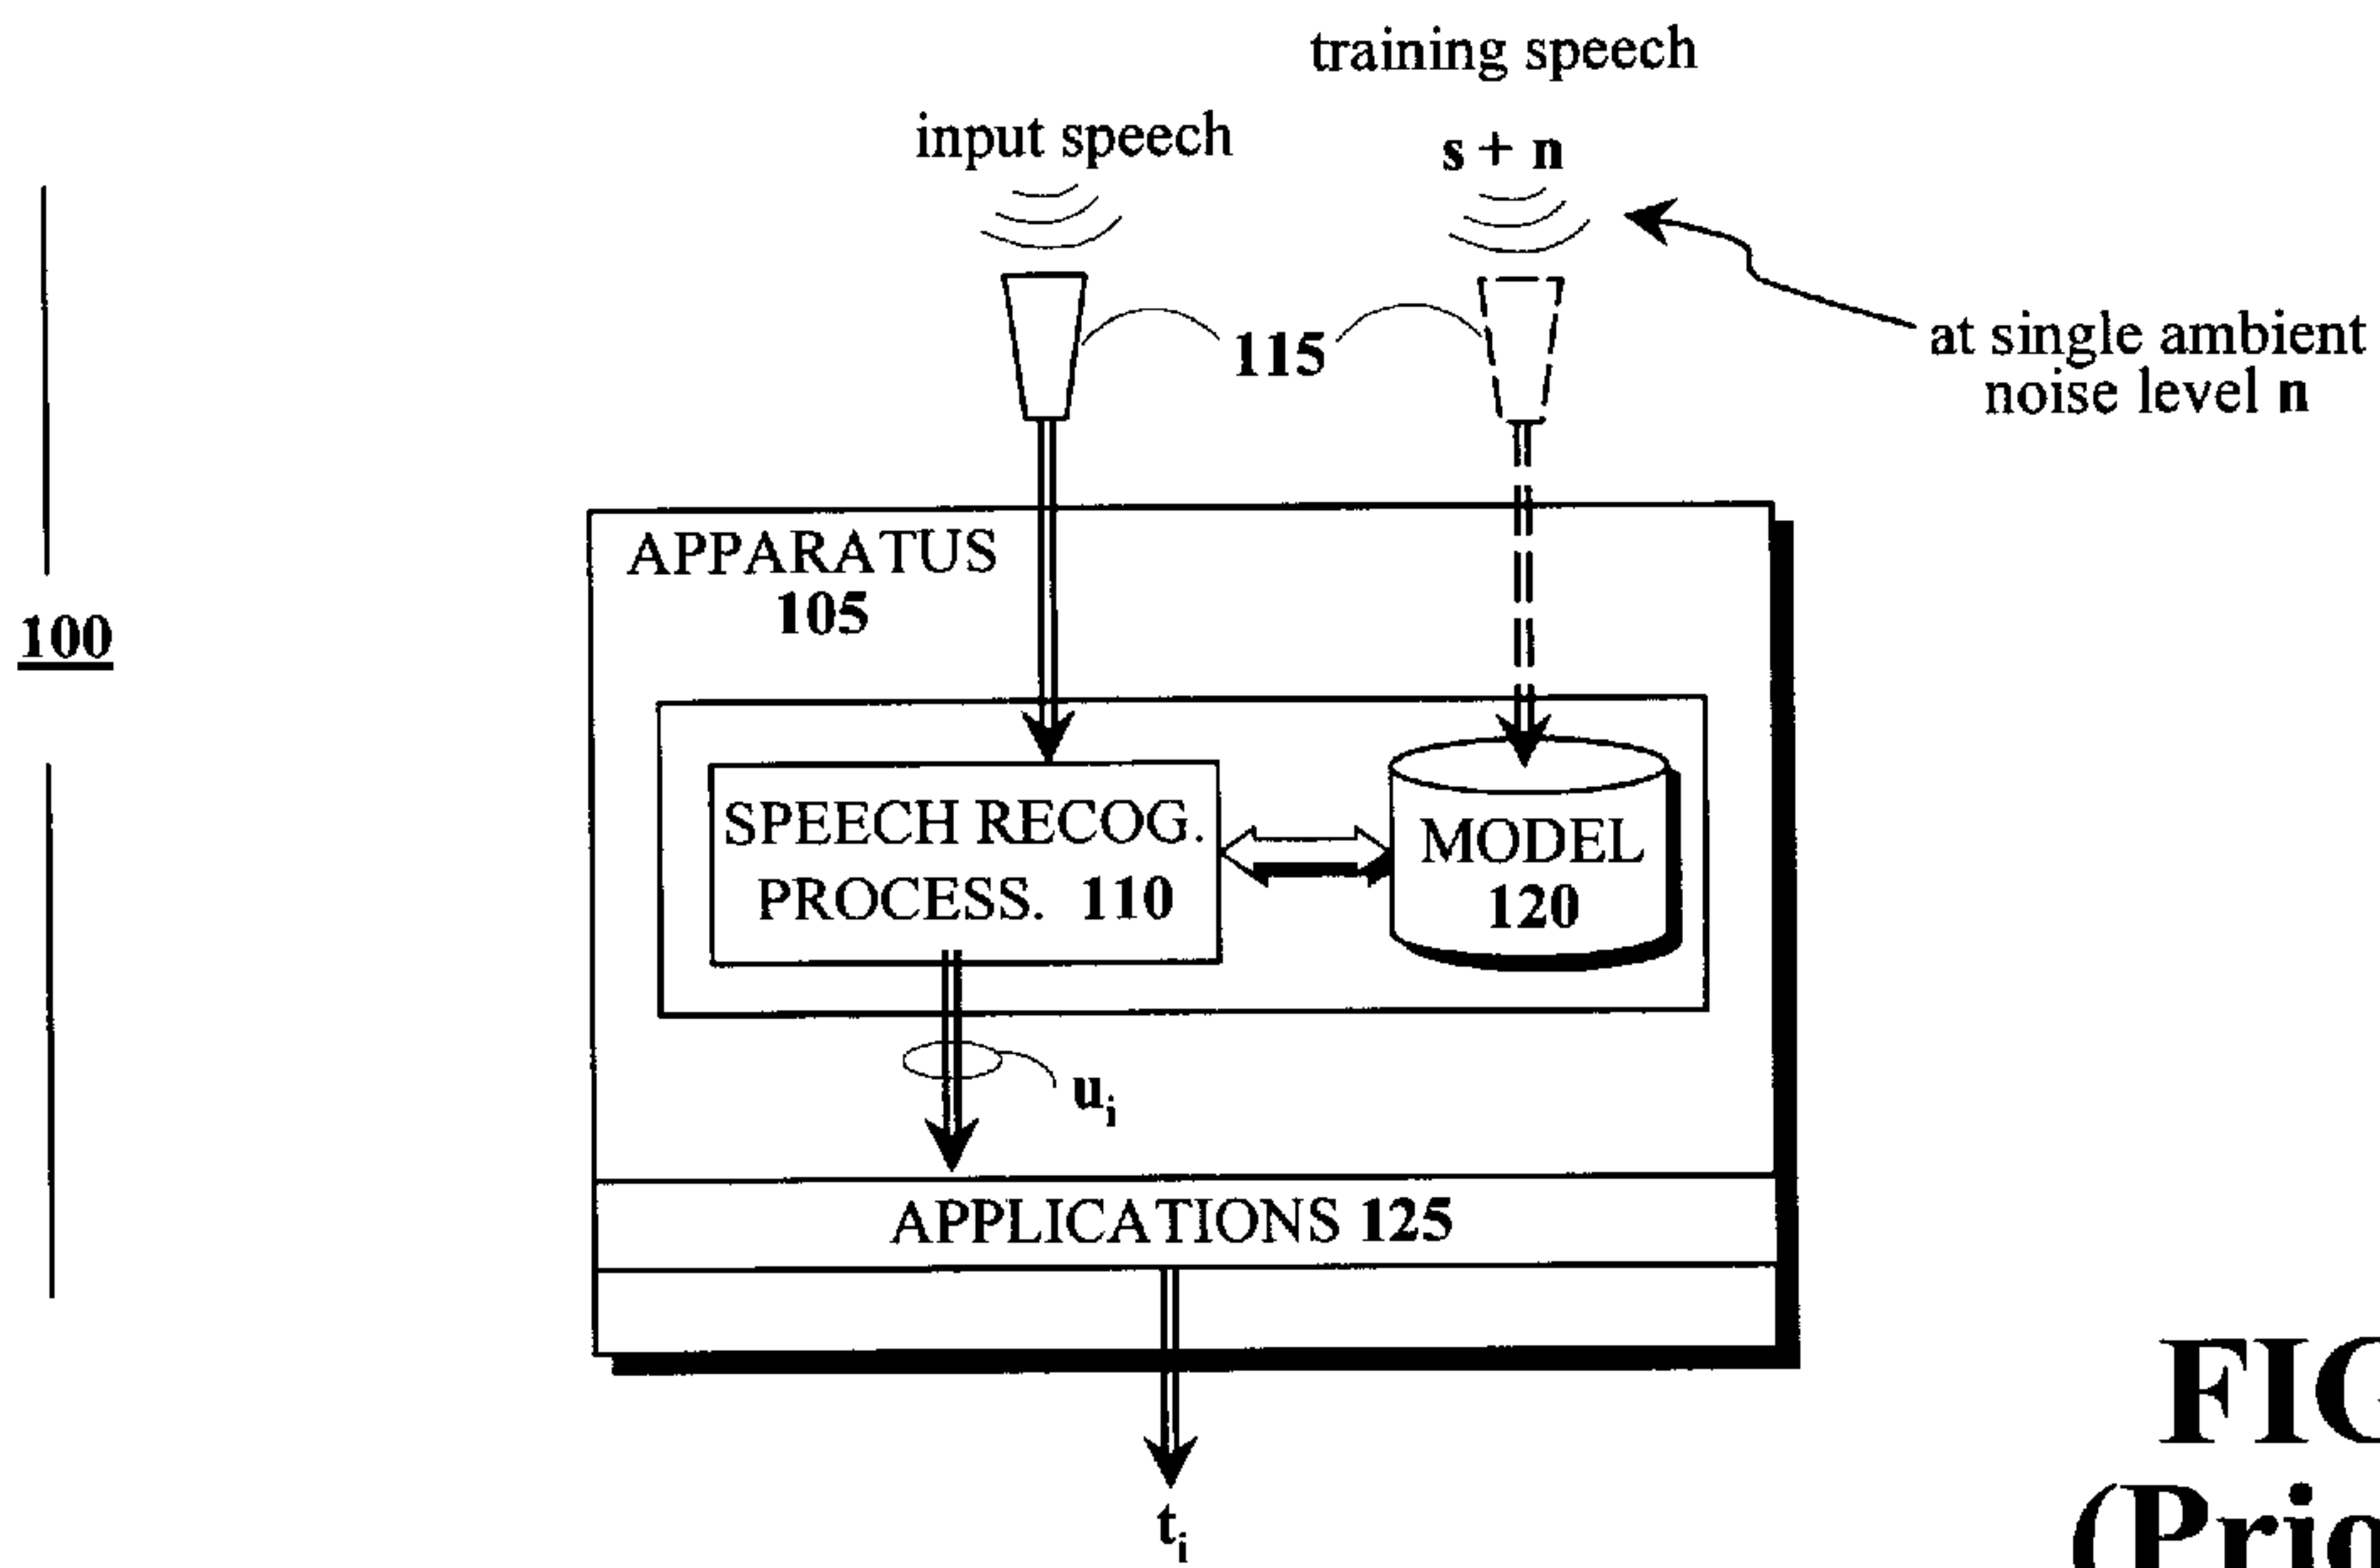 training speech
input speech
s + n
115
at single ambient
noise level n
APPARATUS
105
100
SPEECH RECOG.
PROCESS. 110
MODEL
120
u_i
APPLICATIONS 125
t_i